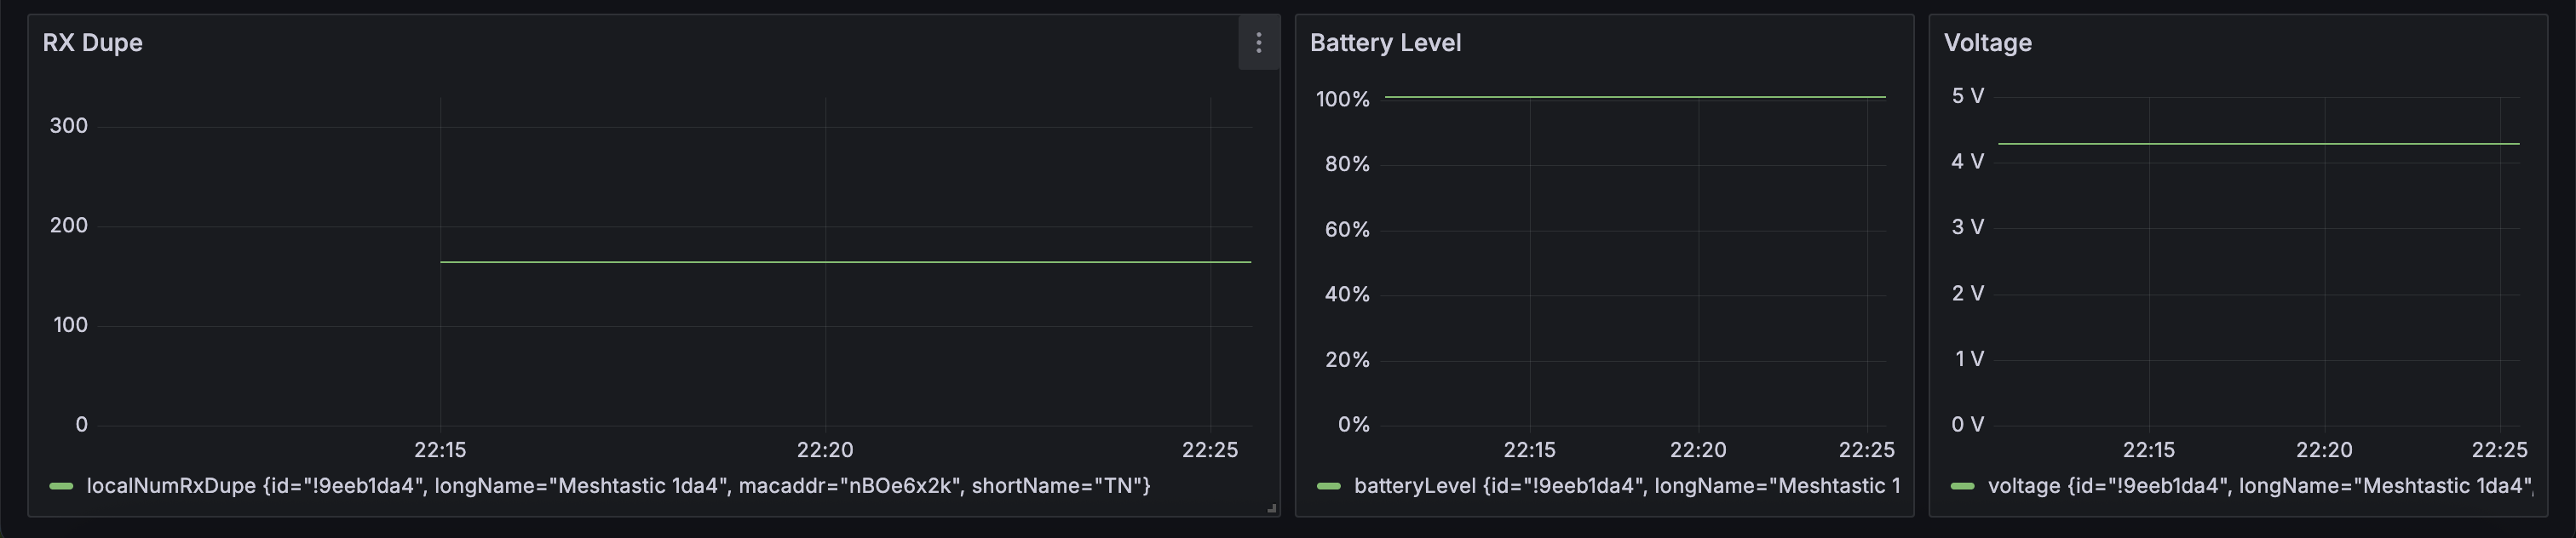 RX Dupe
300
200
100
0
22:15 22:20 22:25
localNumRxDupe {id="!9eeb1da4", longName="Meshtastic 1da4", macaddr="nBOe6x2k", shortName="TN"}
Battery Level
100%
80%
60%
40%
20%
0%
22:15 22:20 22:25
batteryLevel {id="!9eeb1da4", longName="Meshtastic 1
Voltage
5 V
4 V
3 V
2 V
1 V
0 V
22:15 22:20 22:25
voltage {id="!9eeb1da4", longName="Meshtastic 1da4",